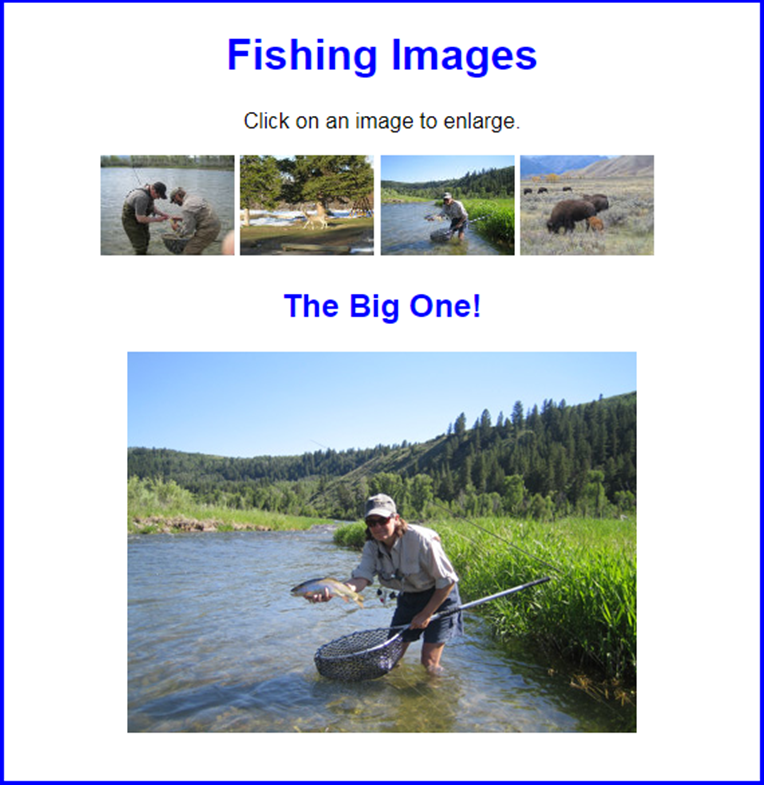 Fishing Images
Click on an image to enlarge.
The Big One!